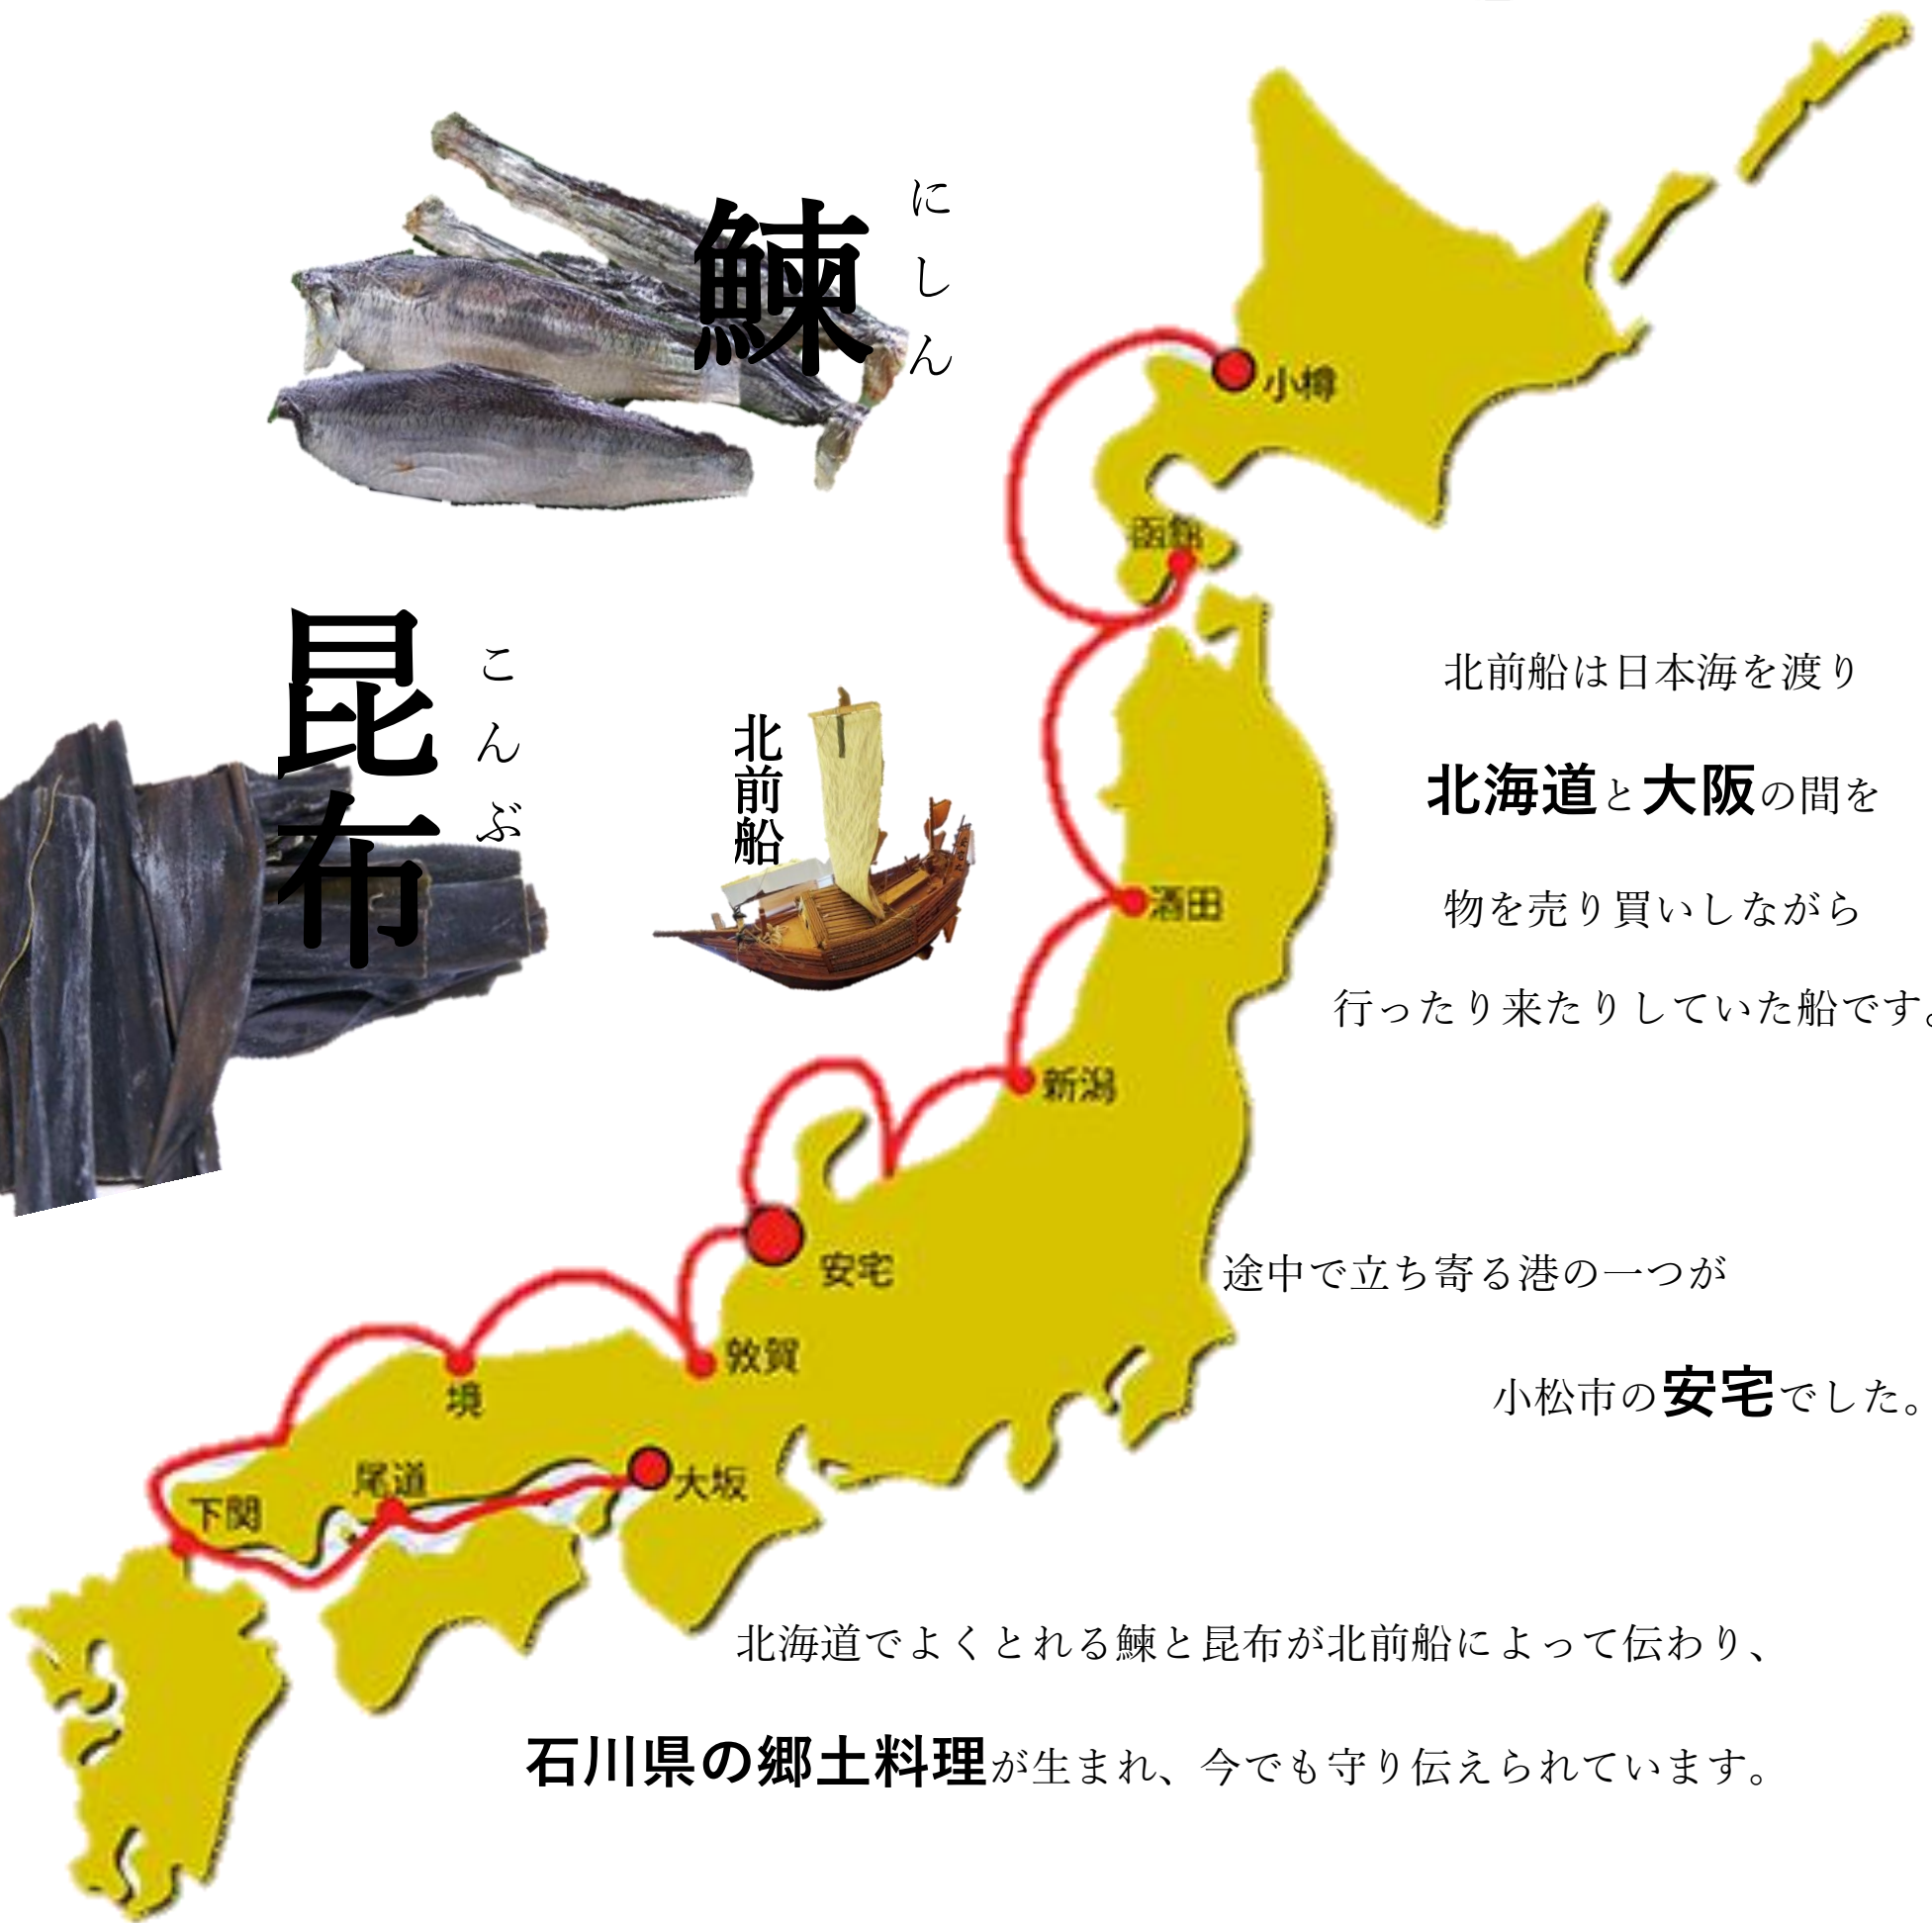 鰊
にしん
昆布
こんぶ
北前船
小樽
函館
酒田
新潟
安宅
敦賀
境
尾道
大坂
下関
北前船は日本海を渡り
北海道と大阪の間を
物を売り買いしながら
行ったり来たりしていた船です。
途中で立ち寄る港の一つが
小松市の安宅でした。
北海道でよくとれる鰊と昆布が北前船によって伝わり、
石川県の郷土料理が生まれ、今でも守り伝えられています。